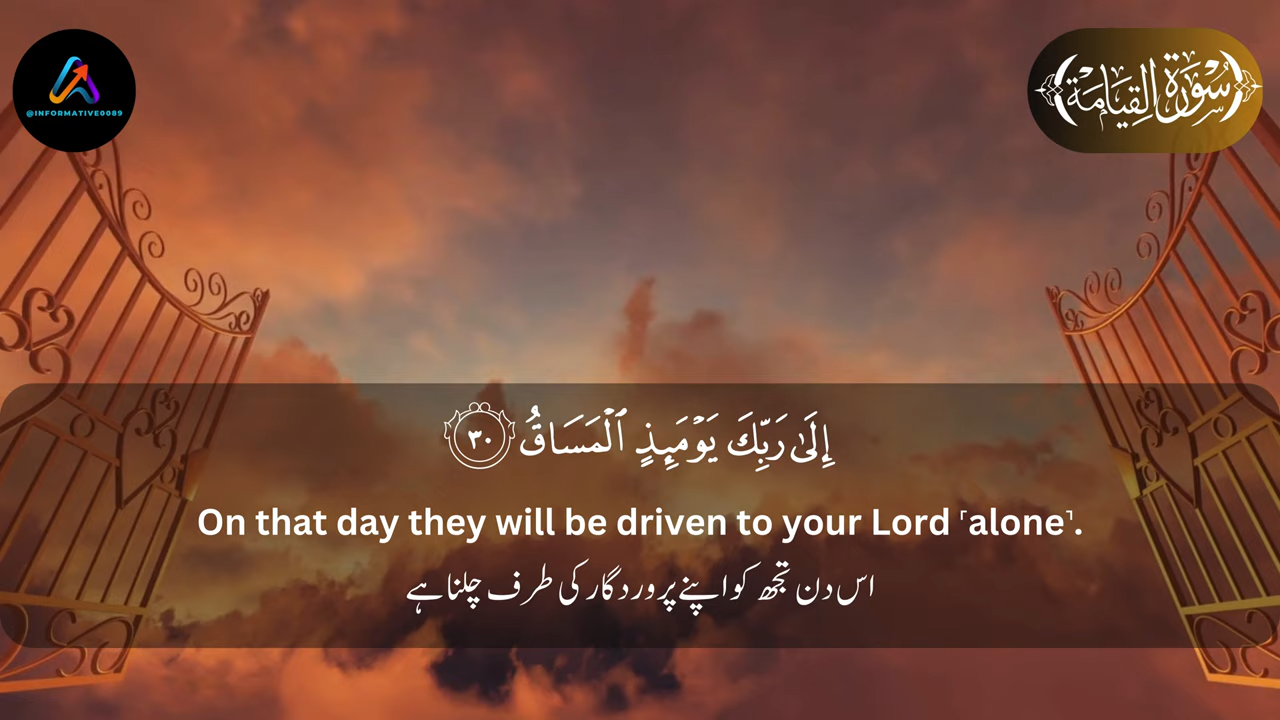 @INFORMATIVE0089
سُورَةُ القِيَامَة
إِلَىٰ رَبِّكَ يَوْمَئِذٍ ٱلْمَسَاقُ ٣٠
On that day they will be driven to your Lord ˹alone˺.
اس دن تجھ کو اپنے پروردگار کی طرف چلنا ہے